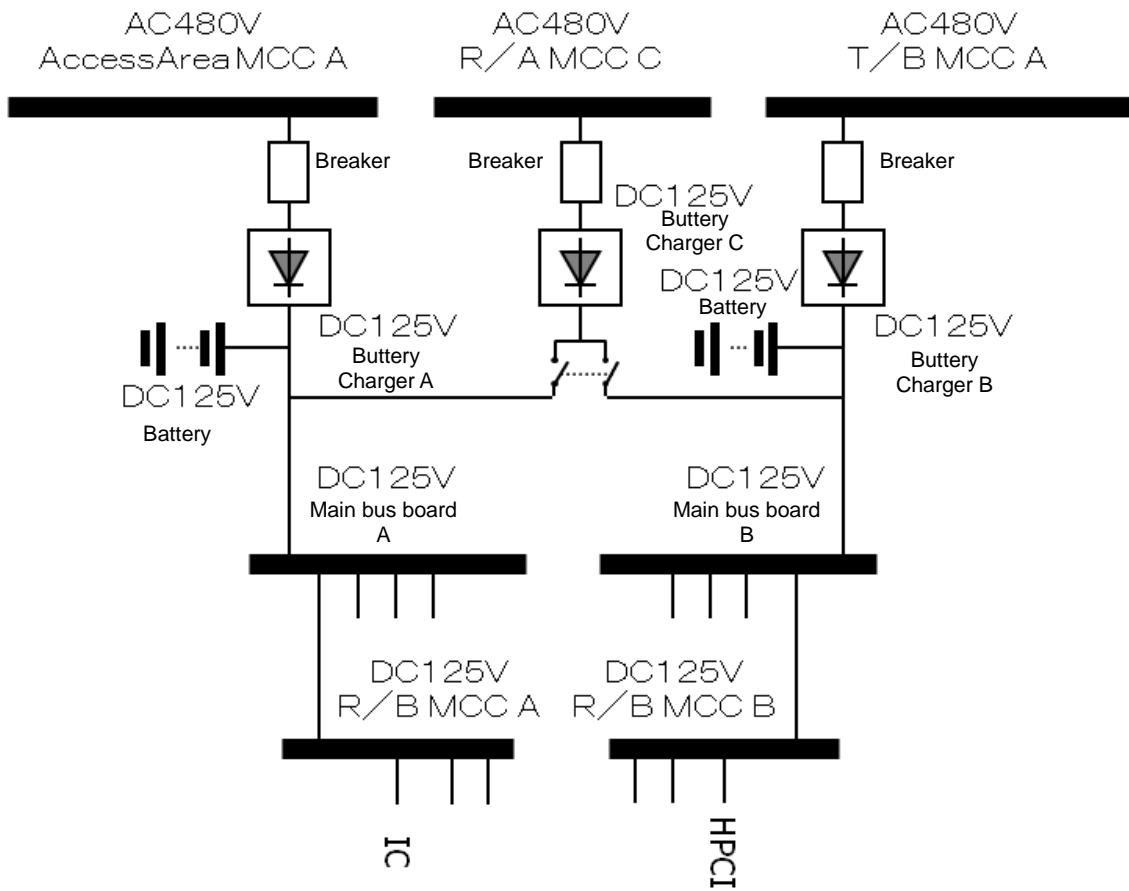 AC480V
AccessArea MCC A
AC480V
R/A MCC C
AC480V
T/B MCC A
Breaker
Breaker
Breaker
DC125V
Buttery
Charger C
DC125V
Battery
DC125V
Buttery
Charger A
DC125V
Buttery
Charger B
DC125V
Battery
DC125V
Main bus board
A
DC125V
Main bus board
B
DC125V
R/B MCC A
DC125V
R/B MCC B
IC
HPCI